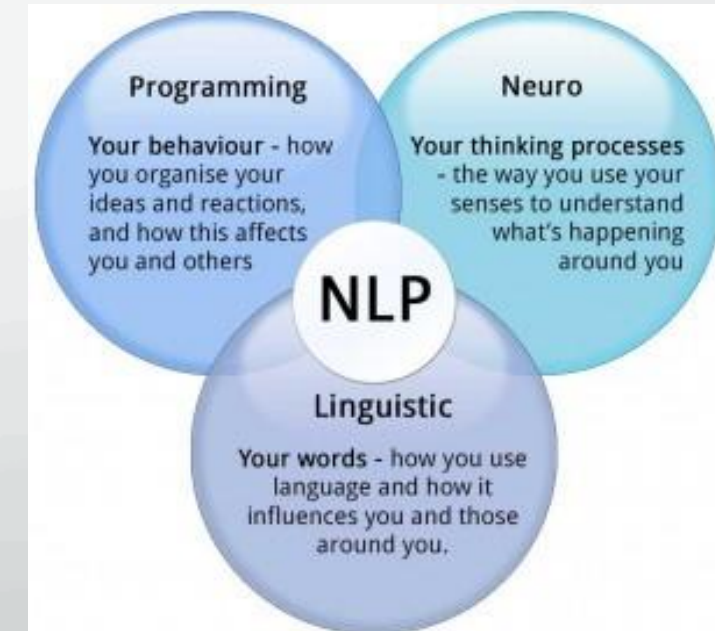 Programming
Your behaviour - how
you organise your
ideas and reactions,
and how this affects
you and others
Neuro
Your thinking processes
- the way you use your
senses to understand
what's happening
around you
NLP
Linguistic
Your words - how you use
language and how it
influences you and those
around you.